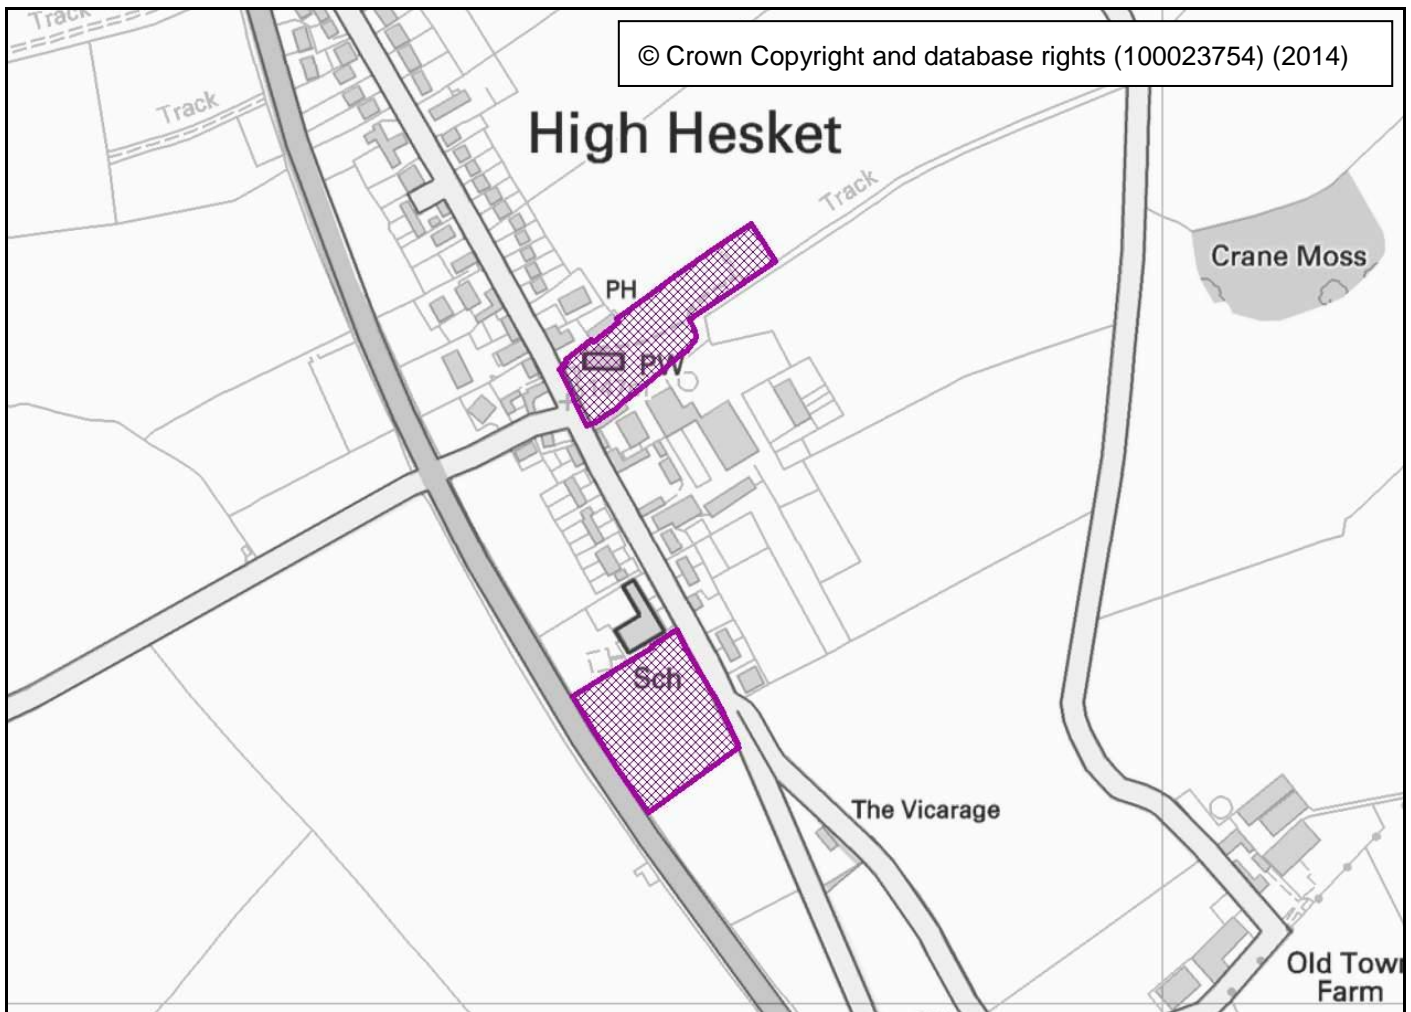 Track
© Crown Copyright and database rights (100023754) (2014)
Track
High Hesket
Track
Crane Moss
PH
PW
Sch
The Vicarage
Old Town
Farm